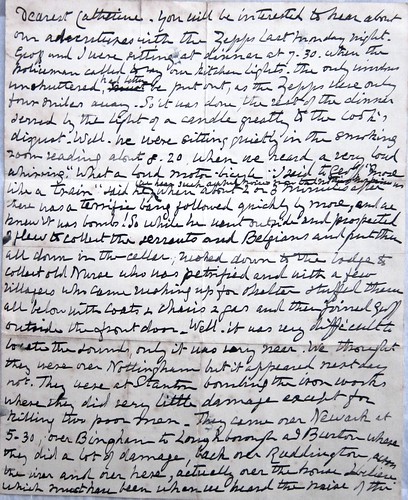 Dearest Catherine. You will be interested to hear about
our adventures with the Zepps last Monday night.
Geoff and I were sitting at dinner at 7-30. when the
Policeman called to say our kitchen lights, the only windows
unshuttered, must be put out, as the Zepps were only
four miles away. So it was done & the rest of the dinner
served by the light of a candle greatly to the Cook's
disgust. Well. We were sitting quietly in the smoking
room reading about 8-20, when we heard a very loud
whirring. "What a loud motor-bicycle" I said to Geoff "More
like a train" said he, when about 2 or 3 minutes after
there was a terrific bang followed quickly by more, and we
knew it was bombs! So while he went outside and prospected
I flew to collect the servants and Belgians and put them
all down in the cellar, rushed down to the Lodge to
collect old Nurse who was petrified and with a few
villagers who came rushing up for shelter stuffed them
all below with coats & chairs & gas and then joined Geoff
outside the front door. Well it was very difficult to
locate the sounds, only it was very near. We thought
they were over Nottingham but it appeared next day
not. They were at Stanton bombing the iron works
where they did very little damage except for
killing two poor men. They came over Newark at
5-30, over Bingham to Loughborough and Burton where
they did a lot of damage, back over Ruddington, across
the river and over here, actually over the house I believe
which must have been when we heard the noise of the